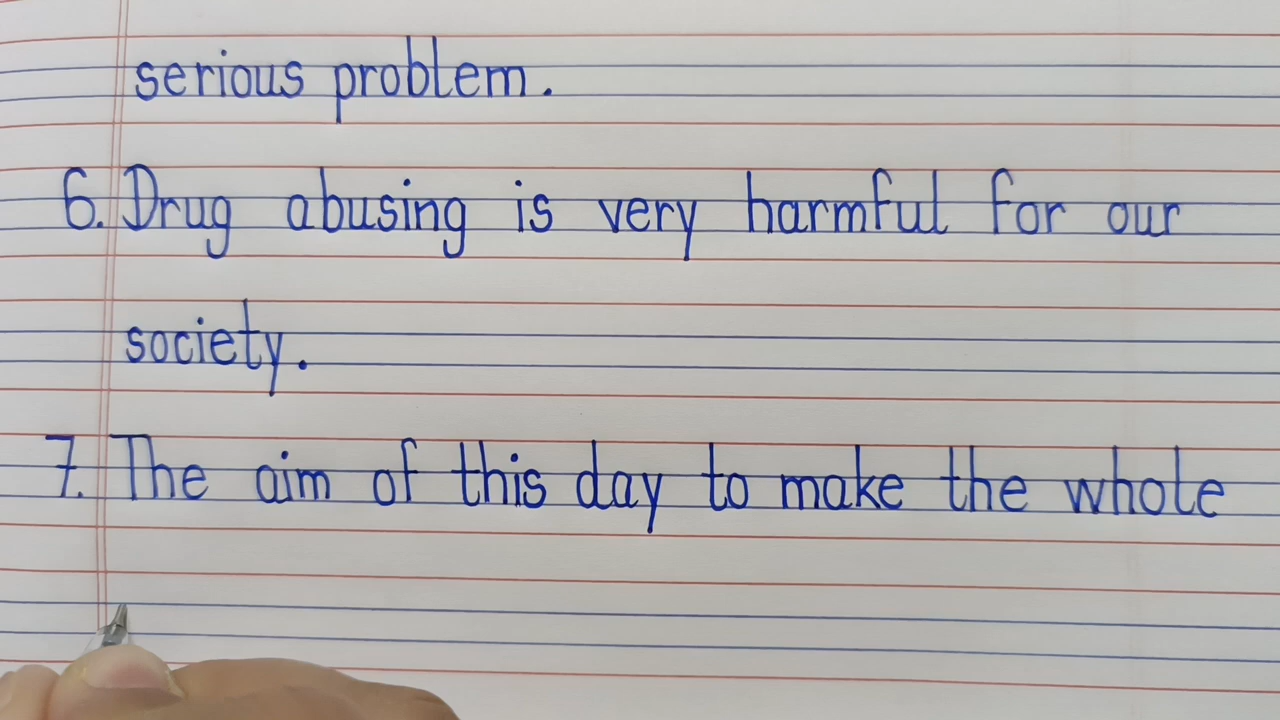 serious problem.
6. Drug abusing is very harmful for our
society.
7. The aim of this day to make the whole